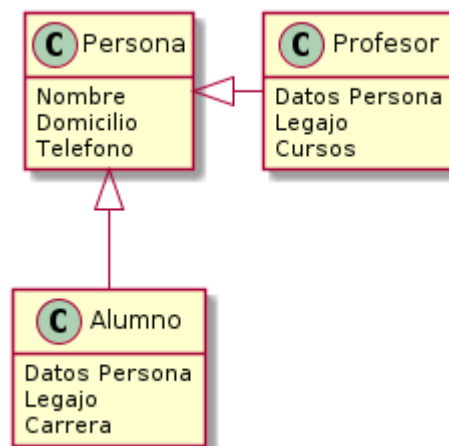 C Persona
Nombre
Domicilio
Telefono
C Profesor
Datos Persona
Legajo
Cursos
C Alumno
Datos Persona
Legajo
Carrera